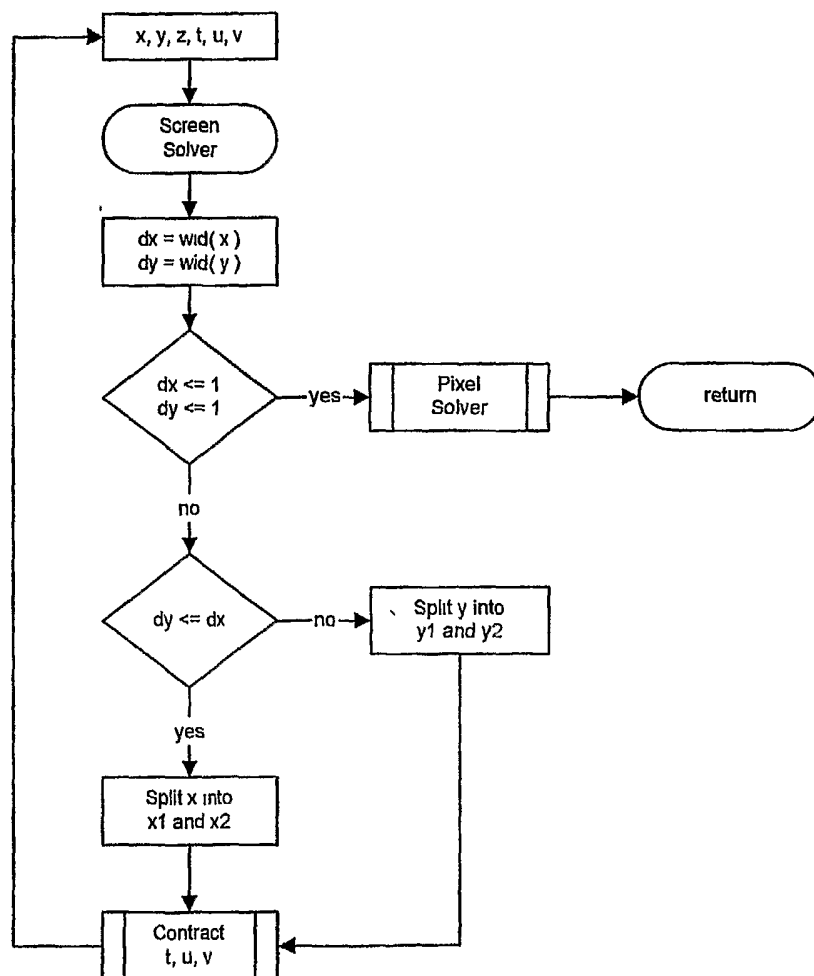 x, y, z, t, u, v
Screen
Solver
dx = wid( x )
dy = wid( y )
dx <= 1
dy <= 1
yes
Pixel
Solver
return
no
dy <= dx
no
Split y into
y1 and y2
yes
Split x into
x1 and x2
Contract
t, u, v